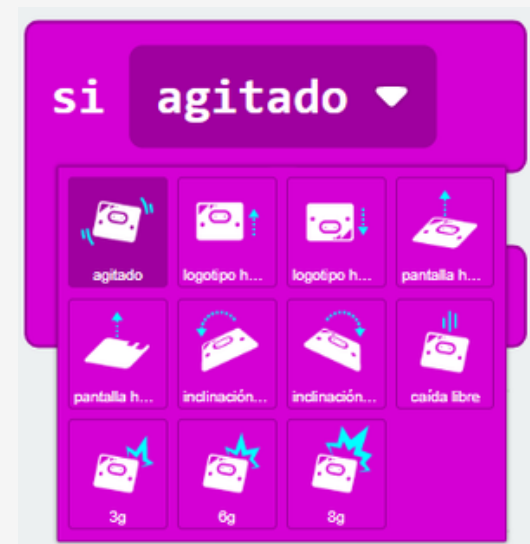 si agitado
agitado logotipo h... logotipo h... pantalla h...
pantalla h... inclinación... inclinación... caída libre
3g 6g 8g